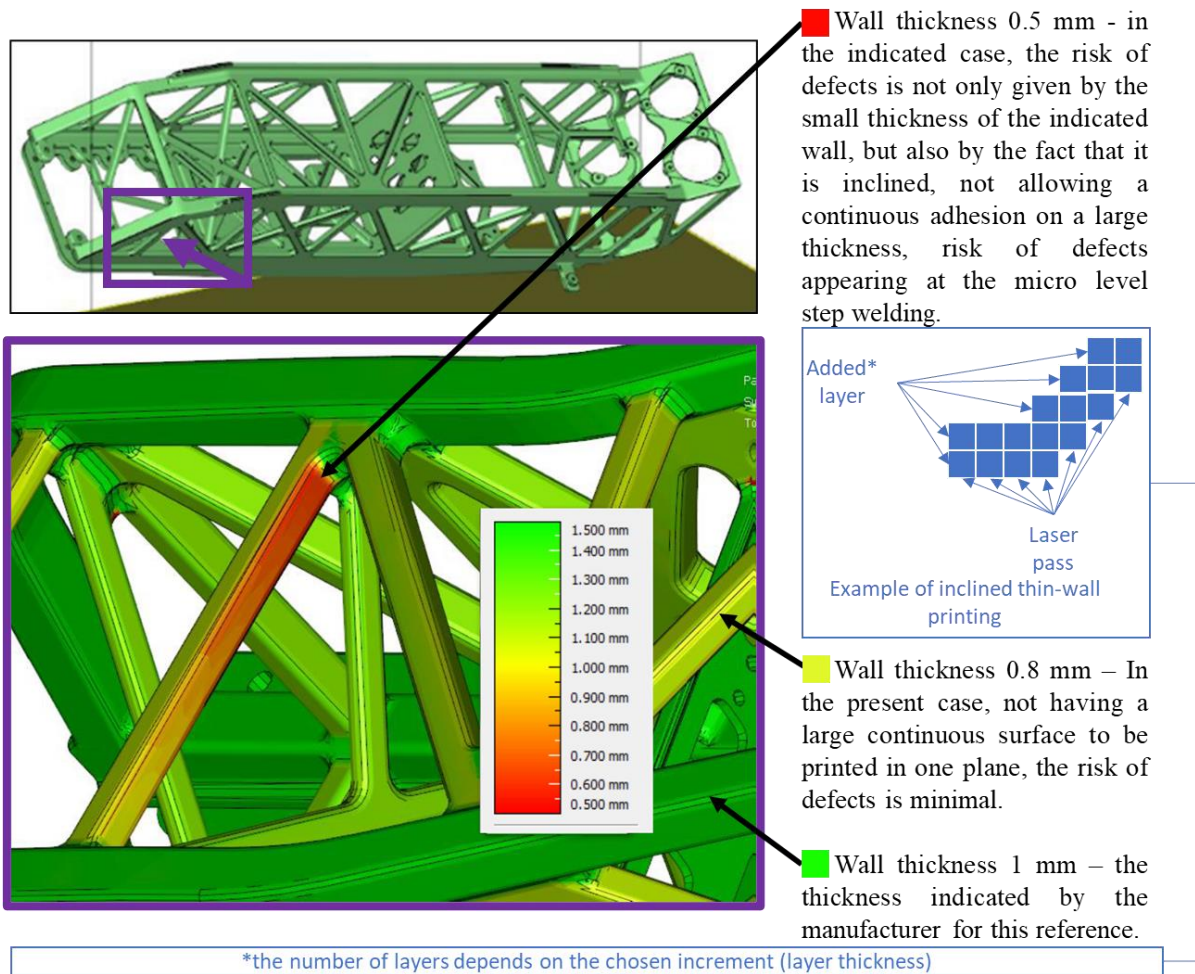 Wall thickness 0.5 mm - in
the indicated case, the risk of
defects is not only given by the
small thickness of the indicated
wall, but also by the fact that it
is inclined, not allowing a
continuous adhesion on a large
thickness, risk of defects
appearing at the micro level
step welding.
Added*
layer
Laser
pass
Example of inclined thin-wall
printing
Pa
To
1.500 mm
1.400 mm
1.300 mm
1.200 mm
1.100 mm
1.000 mm
0.900 mm
0.800 mm
0.700 mm
0.600 mm
0.500 mm
Wall thickness 0.8 mm – In
the present case, not having a
large continuous surface to be
printed in one plane, the risk of
defects is minimal.
Wall thickness 1 mm – the
thickness indicated by the
manufacturer for this reference.
*the number of layers depends on the chosen increment (layer thickness)